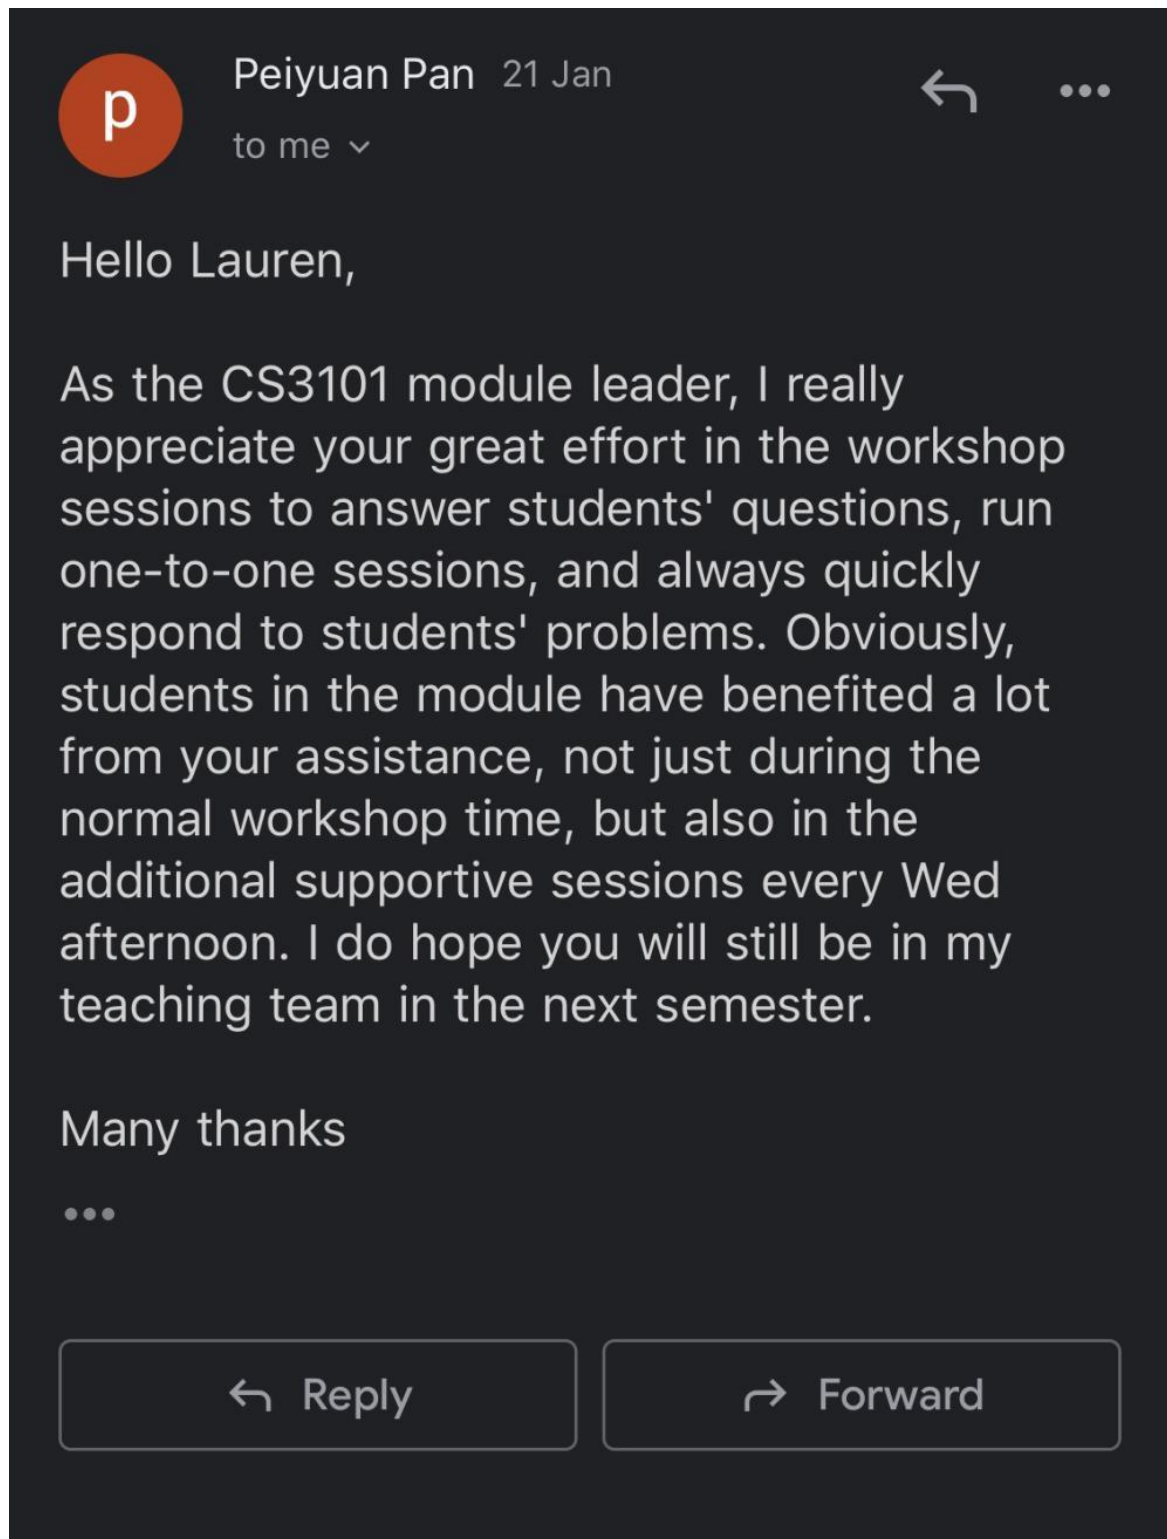 p
Peiyuan Pan 21 Jan
to me
Hello Lauren,
As the CS3101 module leader, I really
appreciate your great effort in the workshop
sessions to answer students' questions, run
one-to-one sessions, and always quickly
respond to students' problems. Obviously,
students in the module have benefited a lot
from your assistance, not just during the
normal workshop time, but also in the
additional supportive sessions every Wed
afternoon. I do hope you will still be in my
teaching team in the next semester.
Many thanks
Reply
Forward